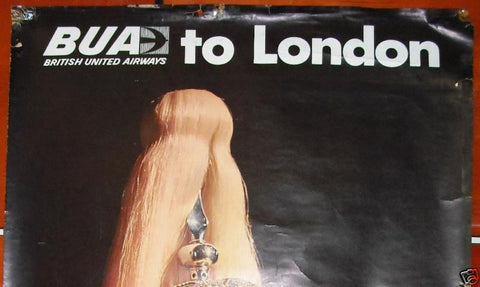 BUA to London
BRITISH UNITED AIRWAYS